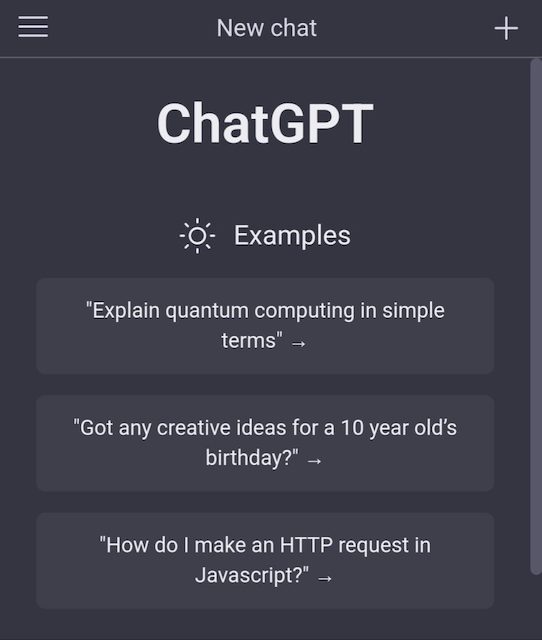 New chat
ChatGPT
Examples
"Explain quantum computing in simple
terms" →
"Got any creative ideas for a 10 year old’s
birthday?" →
"How do I make an HTTP request in
Javascript?" →